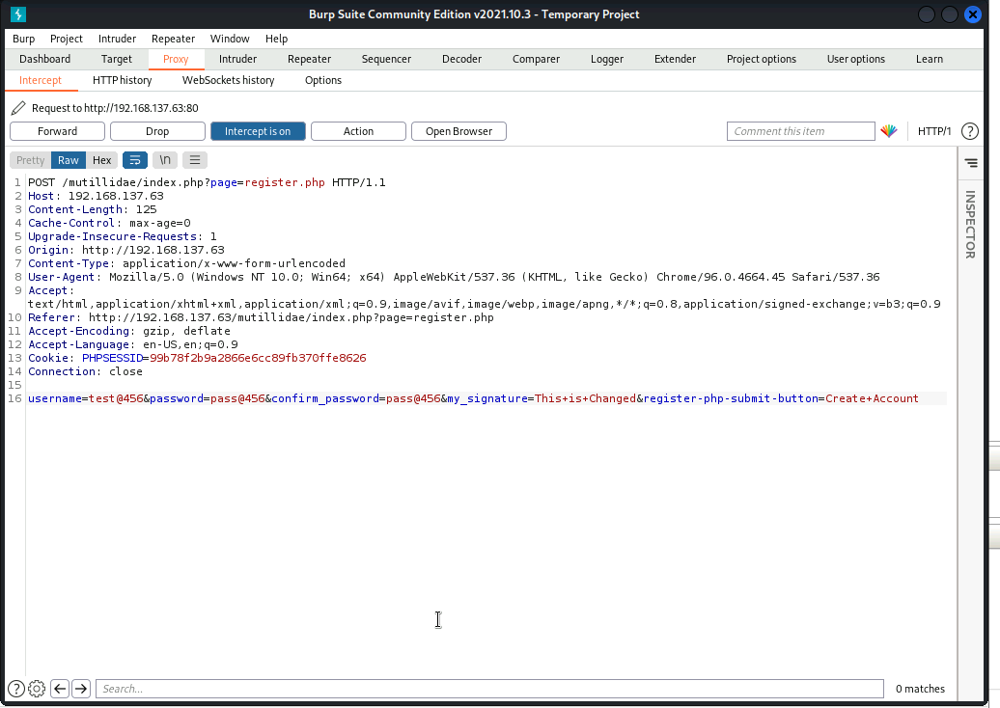 Burp Suite Community Edition v2021.10.3 - Temporary Project
Burp Project Intruder Repeater Window Help
Dashboard Target Proxy Intruder Repeater Sequencer Decoder Comparer Logger Extender Project options User options Learn
Intercept HTTP history WebSockets history Options
Request to http://192.168.137.63:80
Forward Drop Intercept is on Action Open Browser Comment this item HTTP/1 ?
Pretty Raw Hex \n
INSPECTOR
1 POST /mutillidae/index.php?page=register.php HTTP/1.1
2 Host: 192.168.137.63
3 Content-Length: 125
4 Cache-Control: max-age=0
5 Upgrade-Insecure-Requests: 1
6 Origin: http://192.168.137.63
7 Content-Type: application/x-www-form-urlencoded
8 User-Agent: Mozilla/5.0 (Windows NT 10.0; Win64; x64) AppleWebKit/537.36 (KHTML, like Gecko) Chrome/96.0.4664.45 Safari/537.36
9 Accept:
text/html,application/xhtml+xml,application/xml;q=0.9,image/avif,image/webp,image/apng,*/*;q=0.8,application/signed-exchange;v=b3;q=0.9
10 Referer: http://192.168.137.63/mutillidae/index.php?page=register.php
11 Accept-Encoding: gzip, deflate
12 Accept-Language: en-US,en;q=0.9
13 Cookie: PHPSESSID=99b78f2b9a2866e6cc89fb370ffe8626
14 Connection: close
15
16 username=test@456&password=pass@456&confirm_password=pass@456&my_signature=This+is+Changed&register-php-submit-button=Create+Account
? Search... 0 matches